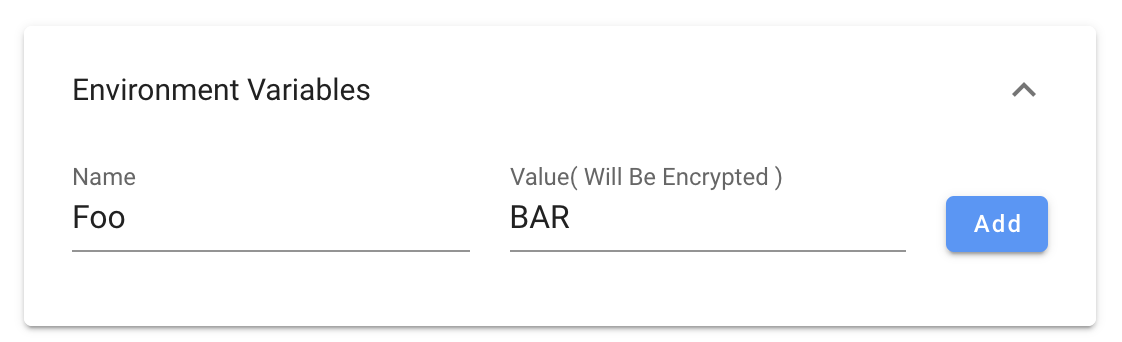 Environment Variables
Name
Value( Will Be Encrypted )
Foo
BAR
Add